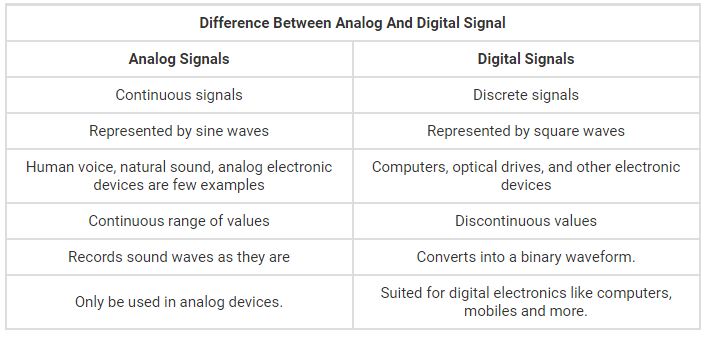 Difference Between Analog And Digital Signal
Analog Signals
Digital Signals
Continuous signals
Discrete signals
Represented by sine waves
Represented by square waves
Human voice, natural sound, analog electronic
devices are few examples
Computers, optical drives, and other electronic
devices
Continuous range of values
Discontinuous values
Records sound waves as they are
Converts into a binary waveform.
Only be used in analog devices.
Suited for digital electronics like computers,
mobiles and more.